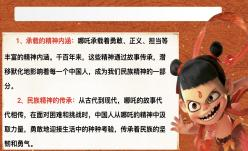 1、承载的精神内涵：哪吒承载着勇敢、正义、担当等
丰富的精神内涵。千百年来，这些精神通过故事传承，潜
移默化地影响着每一个中国人，成为我们民族精神的一部
分。
2、民族精神的传承：从古代到现代，哪吒的故事代
代相传，在面对困难和挑战时，中国人从哪吒的精神中汲
取力量，勇敢地迎接生活中的种种考验，传承着民族的坚
韧和勇气。